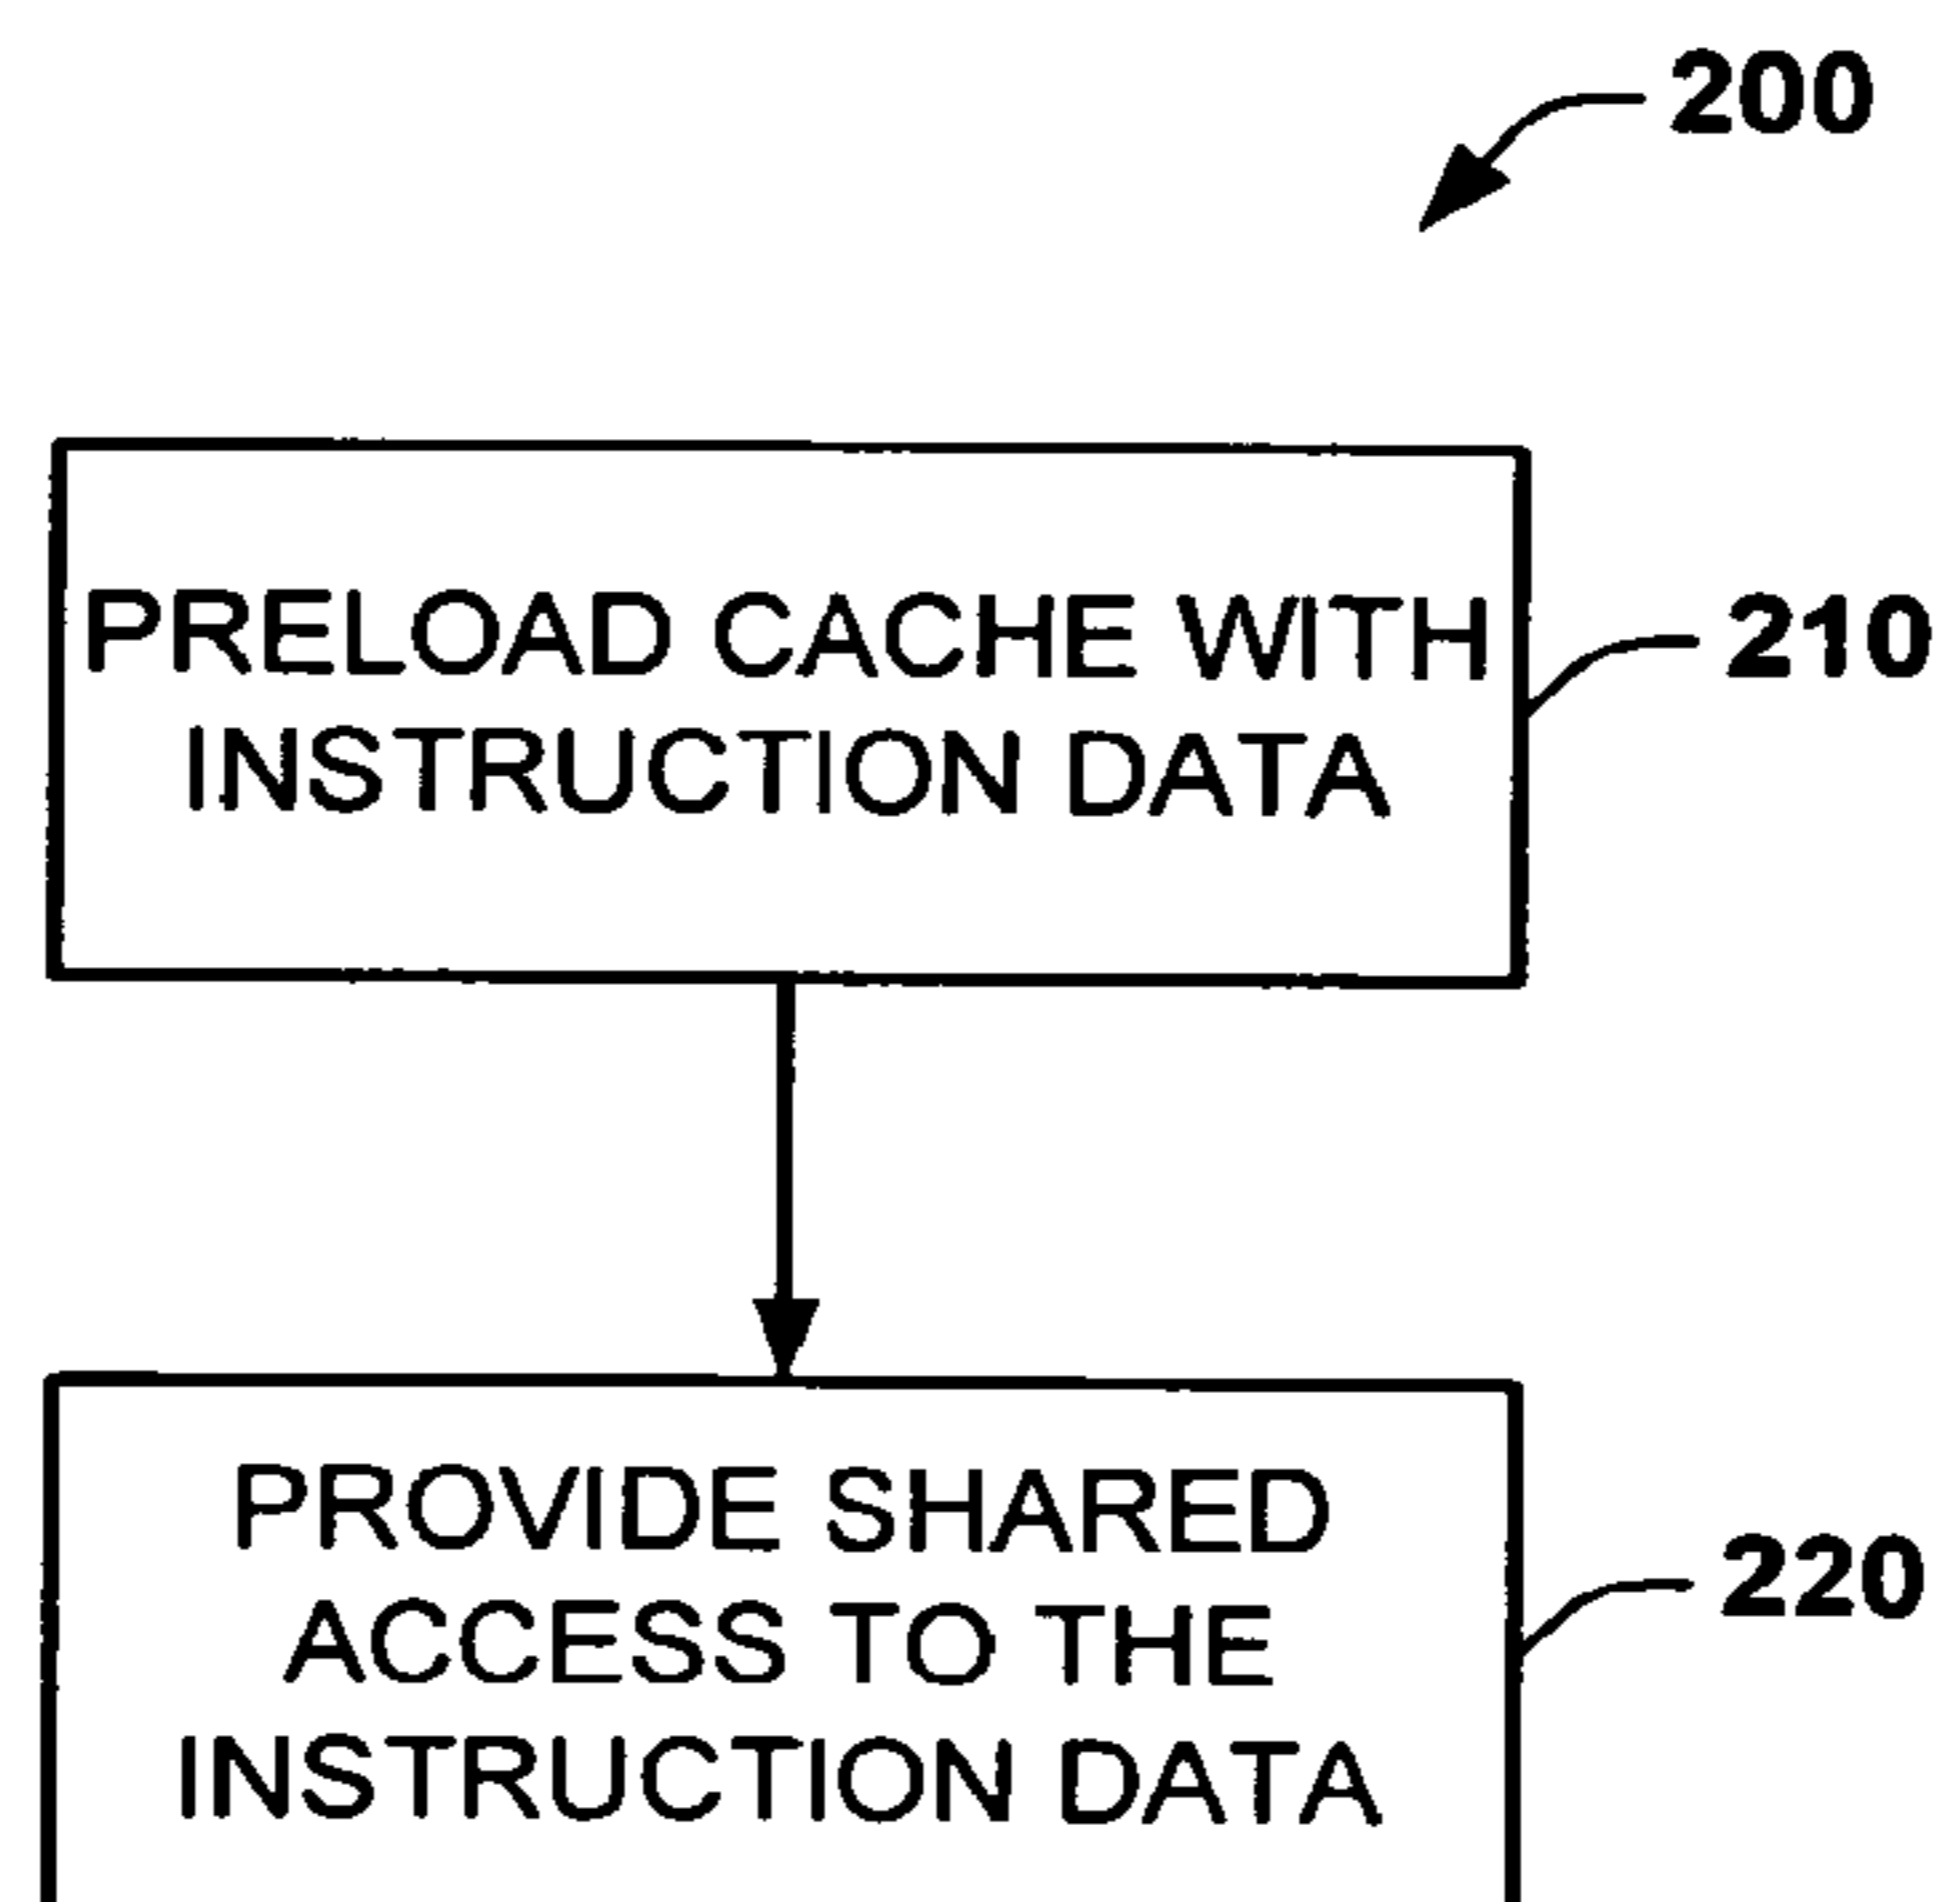 200
PRELOAD CACHE WITH
INSTRUCTION DATA
210
PROVIDE SHARED
ACCESS TO THE
INSTRUCTION DATA
220